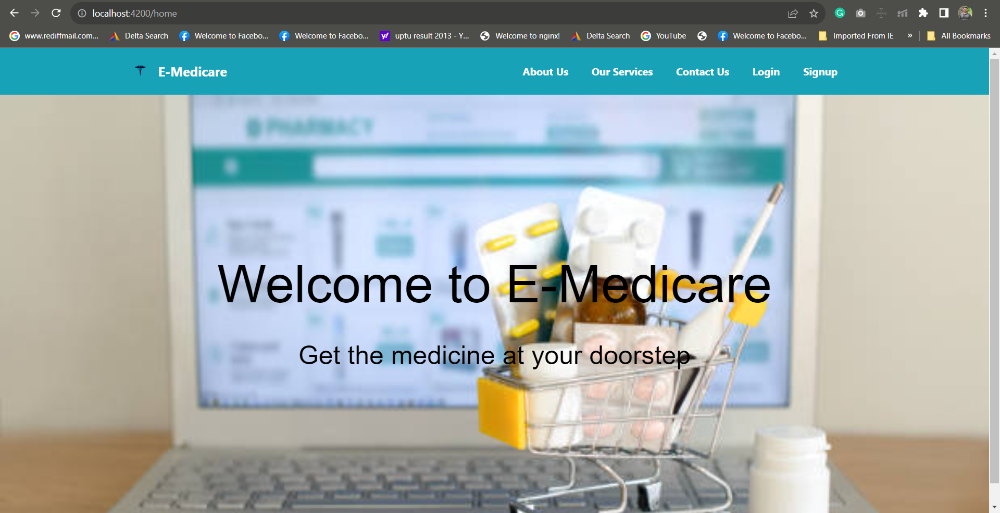 localhost:4200/home
www.rediffmail.com... Delta Search Welcome to Facebo... Welcome to Facebo... uptu result 2013 - Y... Welcome to nginx! Delta Search YouTube Welcome to Facebo... Imported From IE » All Bookmarks
E-Medicare About Us Our Services Contact Us Login Signup
PHARMACY
Welcome to E-Medicare
Get the medicine at your doorstep